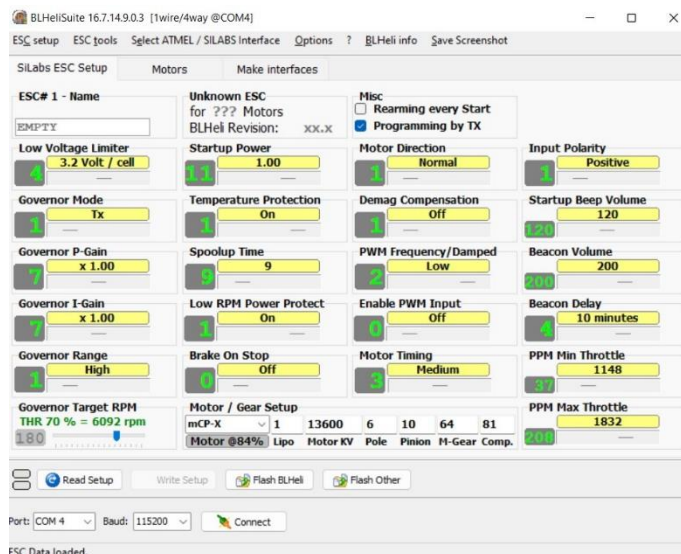 BLHeliSuite 16.7.14.9.0.3 [1wire/4way @COM4]
ESC setup ESC tools Select ATMEL / SILABS Interface Options ? BLHeli info Save Screenshot
SiLabs ESC Setup Motors Make interfaces
ESC# 1 - Name
EMPTY
Unknown ESC
for ??? Motors
BLHeli Revision: xx.x
Misc
Rearming every Start
Programming by TX
Low Voltage Limiter
4 3.2 Volt / cell
Startup Power
11 1.00
Motor Direction
1 Normal
Input Polarity
1 Positive
Governor Mode
1 Tx
Temperature Protection
1 On
Demag Compensation
1 Off
Startup Beep Volume
120 120
Governor P-Gain
7 x 1.00
Spoolup Time
9 9
PWM Frequency/Damped
2 Low
Beacon Volume
200 200
Governor I-Gain
7 x 1.00
Low RPM Power Protect
1 On
Enable PWM Input
0 Off
Beacon Delay
4 10 minutes
Governor Range
1 High
Brake On Stop
0 Off
Motor Timing
3 Medium
PPM Min Throttle
37 1148
Governor Target RPM
THR 70 % = 6092 rpm
180
Motor / Gear Setup
mCP-X 1 13600 6 10 64 81
Motor @84% Lipo Motor KV Pole Pinion M-Gear Comp.
PPM Max Throttle
208 1832
Read Setup Write Setup Flash BLHeli Flash Other
Port: COM 4 Baud: 115200 Connect
ESC Data loaded